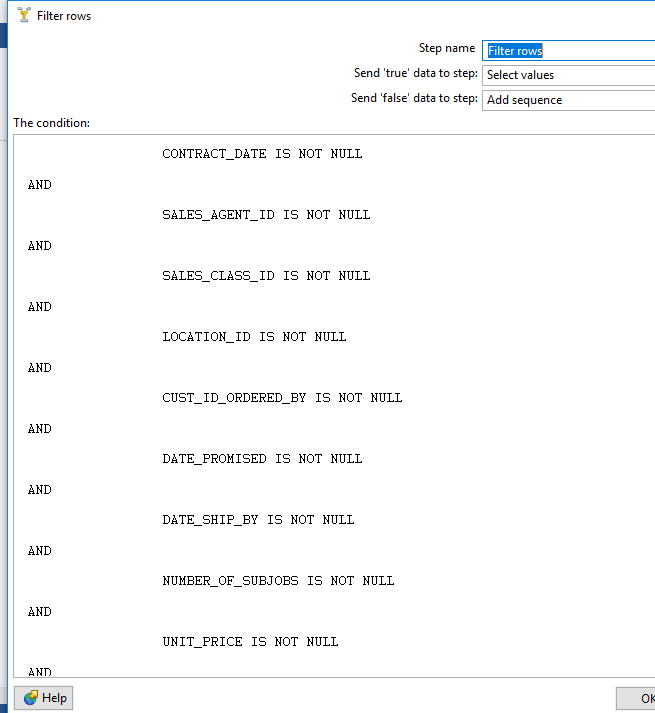 Filter rows
Step name Filter rows
Send 'true' data to step: Select values
Send 'false' data to step: Add sequence
The condition:
CONTRACT_DATE IS NOT NULL
AND
SALES_AGENT_ID IS NOT NULL
AND
SALES_CLASS_ID IS NOT NULL
AND
LOCATION_ID IS NOT NULL
AND
CUST_ID_ORDERED_BY IS NOT NULL
AND
DATE_PROMISED IS NOT NULL
AND
DATE_SHIP_BY IS NOT NULL
AND
NUMBER_OF_SUBJOBS IS NOT NULL
AND
UNIT_PRICE IS NOT NULL
AND
Help OK